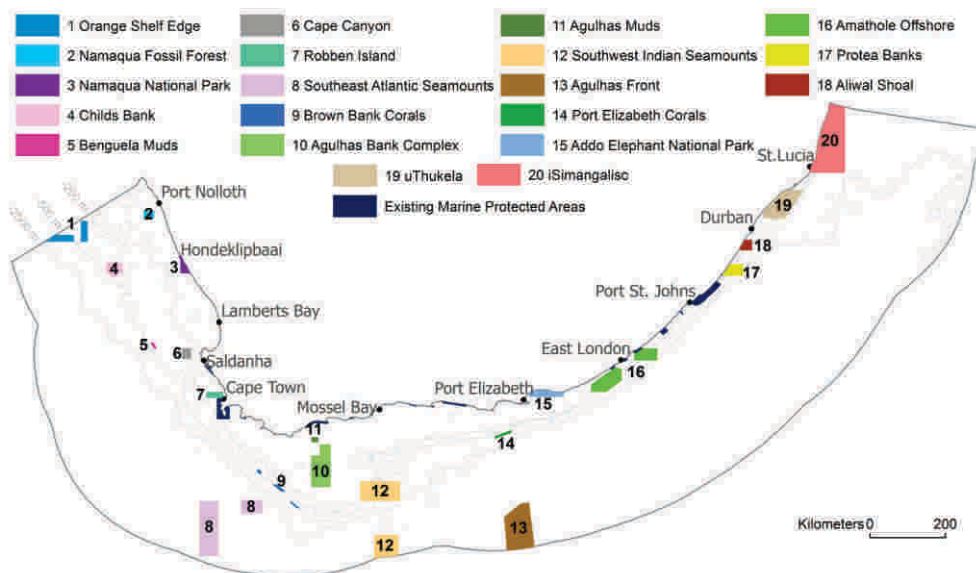 1 Orange Shelf Edge
2 Namaqua Fossil Forest
3 Namaqua National Park
4 Childs Bank
5 Benguela Muds
6 Cape Canyon
7 Robben Island
8 Southeast Atlantic Seamounts
9 Brown Bank Corals
10 Agulhas Bank Complex
11 Agulhas Muds
12 Southwest Indian Seamounts
13 Agulhas Front
14 Port Elizabeth Corals
15 Addo Elephant National Park
16 Amathole Offshore
17 Protea Banks
18 Aliwal Shoal
19 uThukela
20 iSimangalisc
Existing Marine Protected Areas
St.Lucia
20
Port Nolloth
2
1
19
Durban
18
Hondeklipbaai
3
4
17
Port St. Johns
Lamberts Bay
5
6
Saldanha
East London
16
7
Cape Town
Port Elizabeth
15
Mossel Bay
11
14
10
9
12
8
8
13
12
Kilometers 0 200